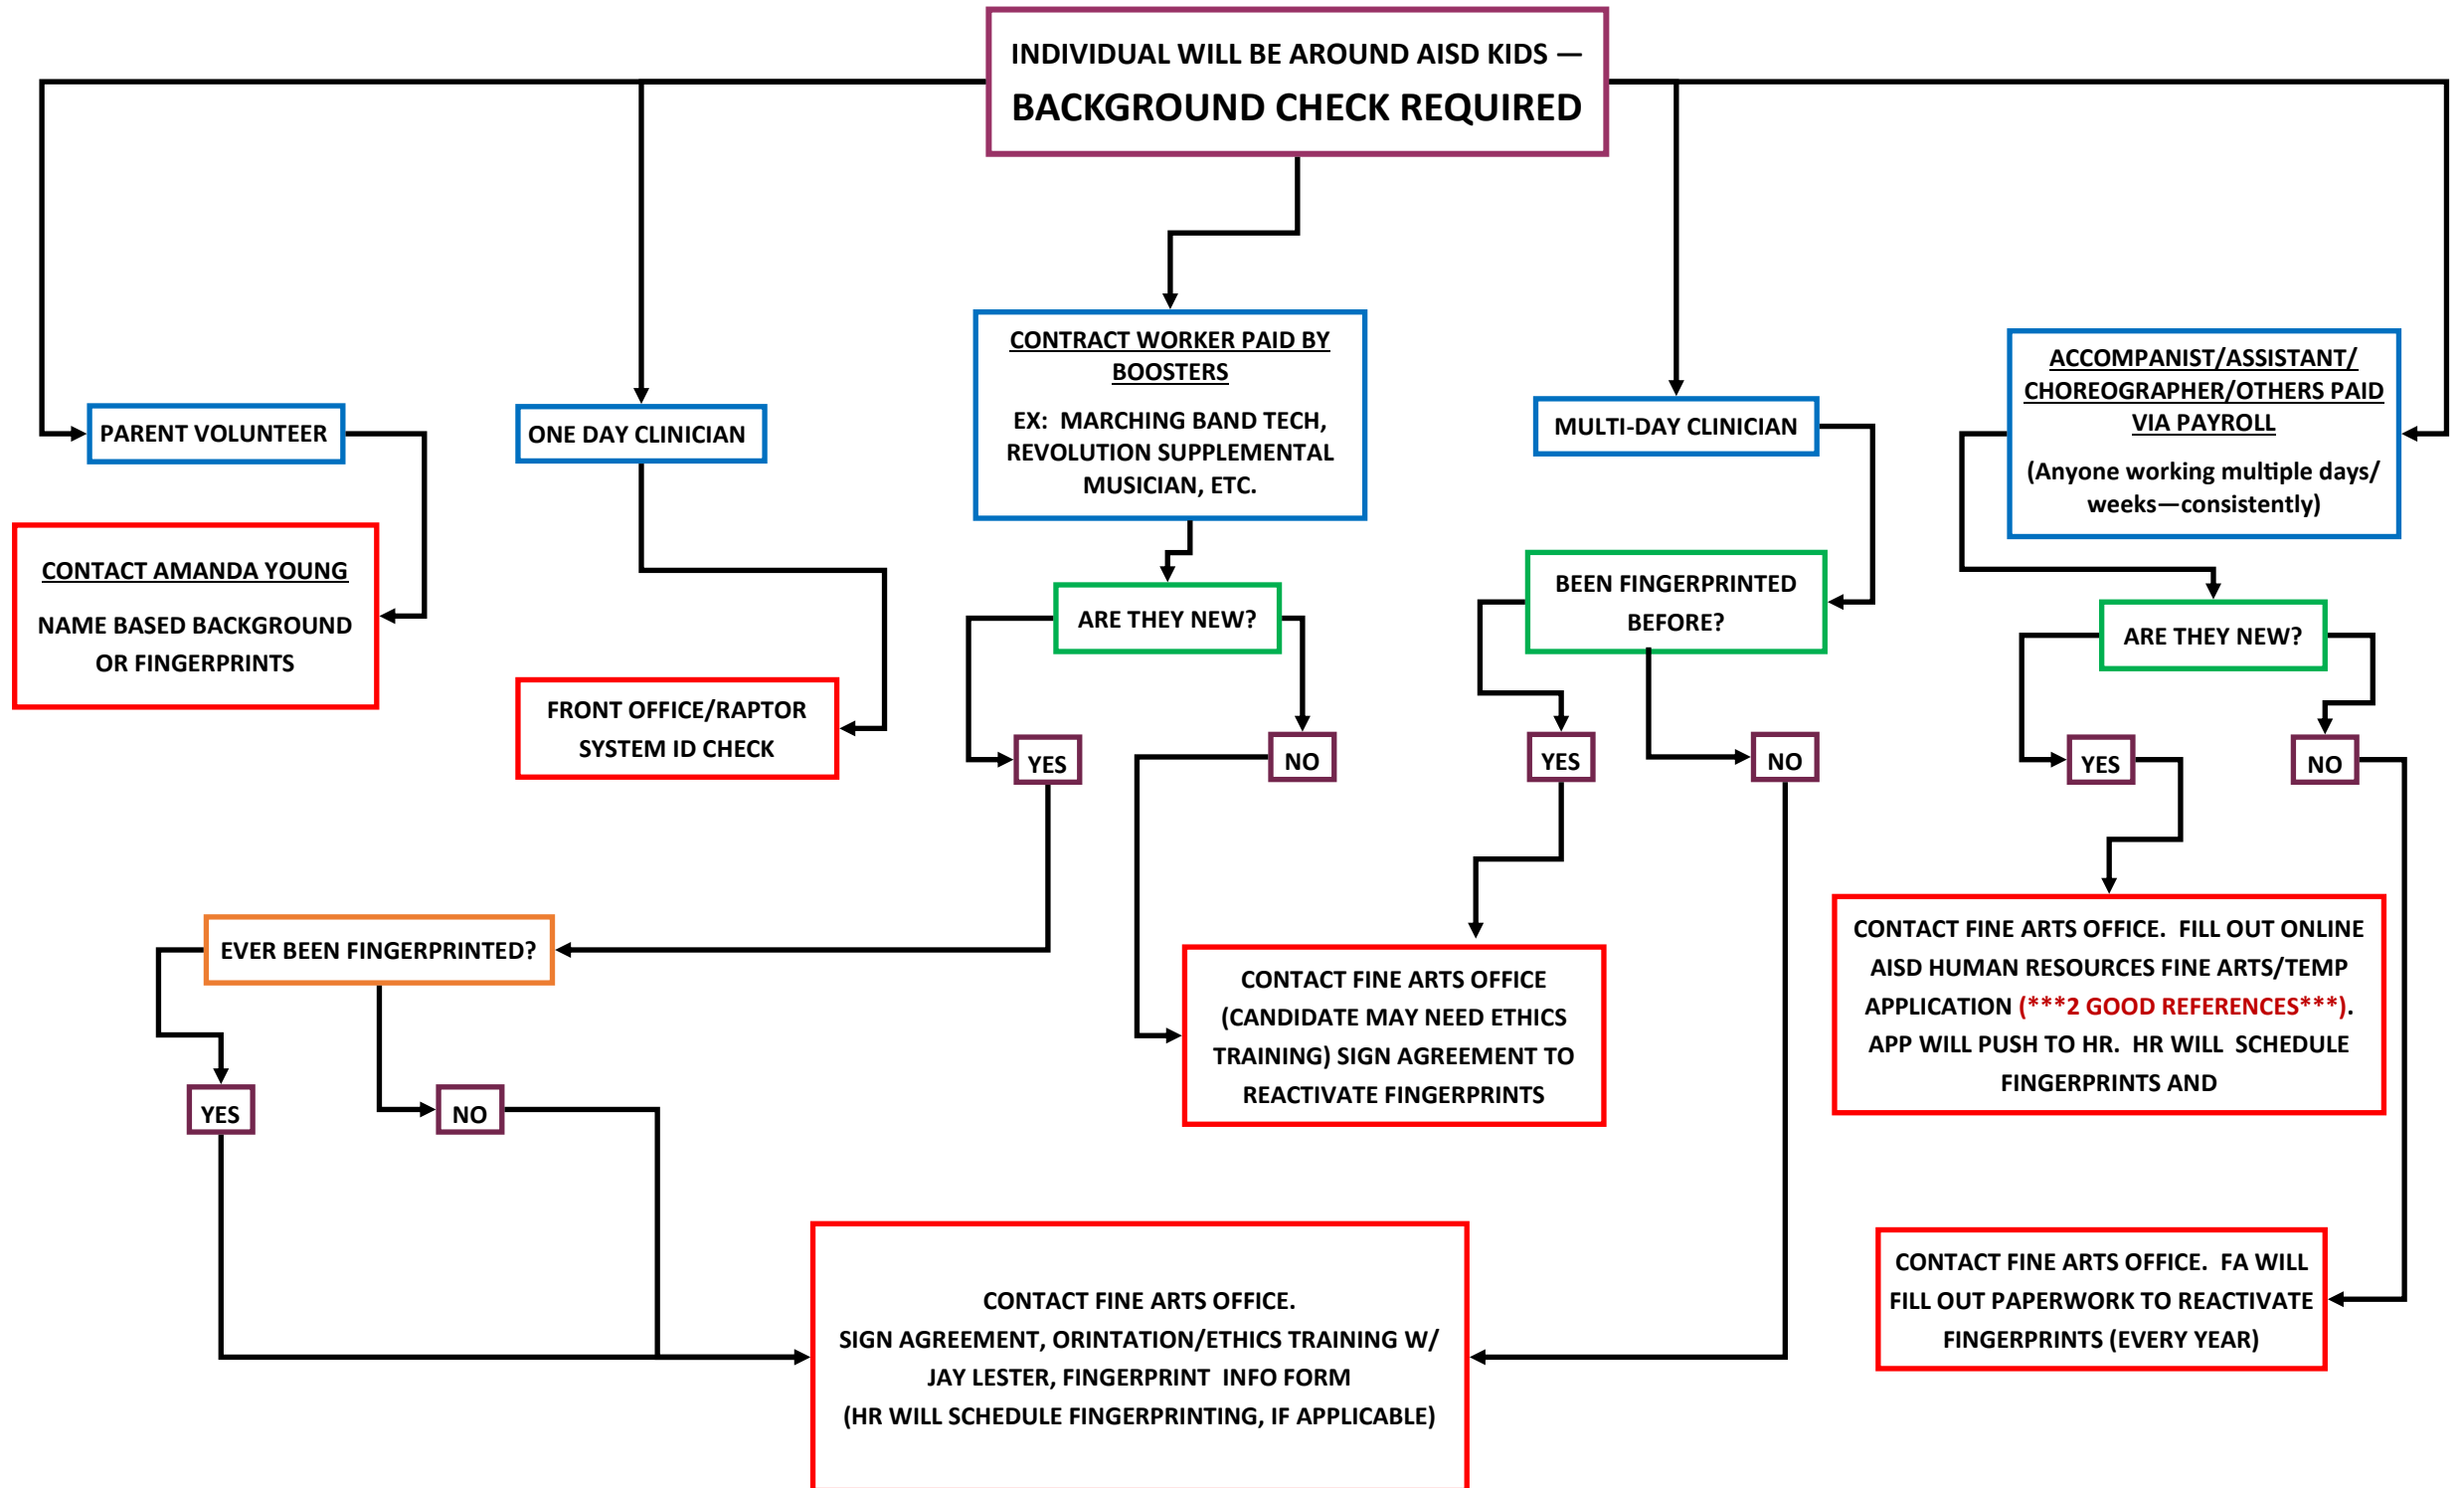 INDIVIDUAL WILL BE AROUND AISD KIDS —
BACKGROUND CHECK REQUIRED
PARENT VOLUNTEER
CONTACT AMANDA YOUNG
NAME BASED BACKGROUND
OR FINGERPRINTS
ONE DAY CLINICIAN
FRONT OFFICE/RAPTOR
SYSTEM ID CHECK
CONTRACT WORKER PAID BY
BOOSTERS
EX: MARCHING BAND TECH,
REVOLUTION SUPPLEMENTAL
MUSICIAN, ETC.
ARE THEY NEW?
YES
NO
EVER BEEN FINGERPRINTED?
YES
NO
MULTI-DAY CLINICIAN
BEEN FINGERPRINTED
BEFORE?
YES
NO
CONTACT FINE ARTS OFFICE
(CANDIDATE MAY NEED ETHICS
TRAINING) SIGN AGREEMENT TO
REACTIVATE FINGERPRINTS
CONTACT FINE ARTS OFFICE.
SIGN AGREEMENT, ORINTATION/ETHICS TRAINING W/
JAY LESTER, FINGERPRINT INFO FORM
(HR WILL SCHEDULE FINGERPRINTING, IF APPLICABLE)
ACCOMPANIST/ASSISTANT/
CHOREOGRAPHER/OTHERS PAID
VIA PAYROLL
(Anyone working multiple days/
weeks—consistently)
ARE THEY NEW?
YES
NO
CONTACT FINE ARTS OFFICE. FILL OUT ONLINE
AISD HUMAN RESOURCES FINE ARTS/TEMP
APPLICATION (***2 GOOD REFERENCES***).
APP WILL PUSH TO HR. HR WILL SCHEDULE
FINGERPRINTS AND
CONTACT FINE ARTS OFFICE. FA WILL
FILL OUT PAPERWORK TO REACTIVATE
FINGERPRINTS (EVERY YEAR)